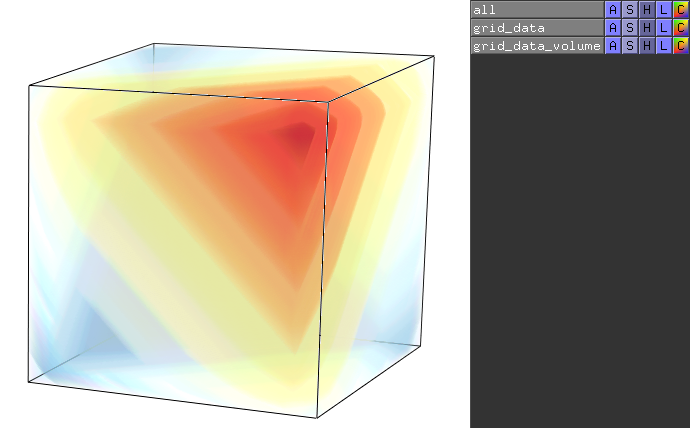 all A S H L C
grid_data A S H L C
grid_data_volume A S H L C